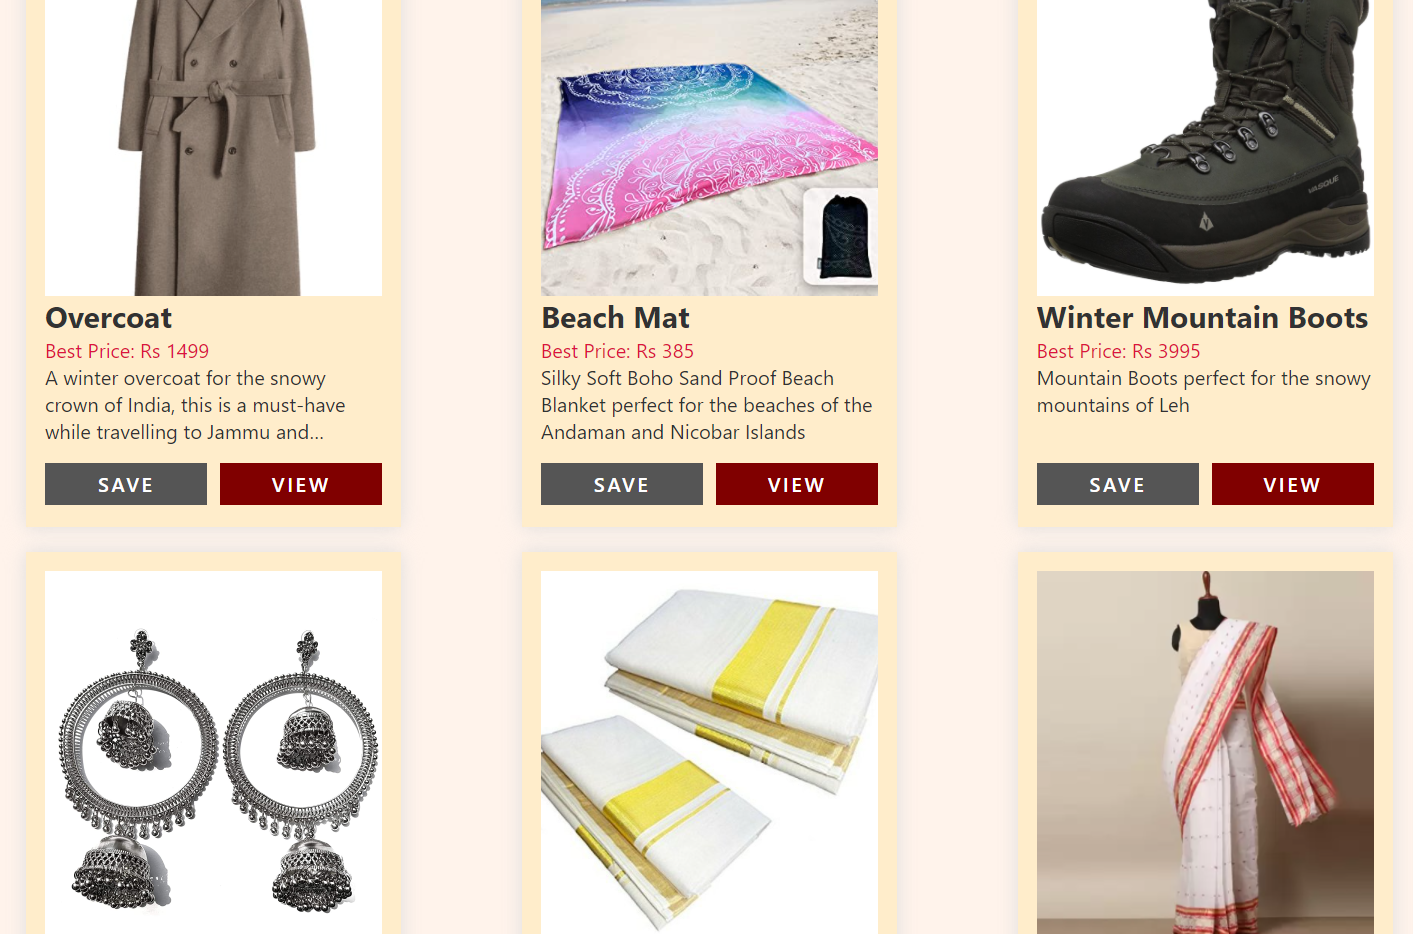 VASQUE
Overcoat
Best Price: Rs 1499
A winter overcoat for the snowy
crown of India, this is a must-have
while travelling to Jammu and...
SAVE
VIEW
Beach Mat
Best Price: Rs 385
Silky Soft Boho Sand Proof Beach
Blanket perfect for the beaches of the
Andaman and Nicobar Islands
SAVE
VIEW
Winter Mountain Boots
Best Price: Rs 3995
Mountain Boots perfect for the snowy
mountains of Leh
SAVE
VIEW